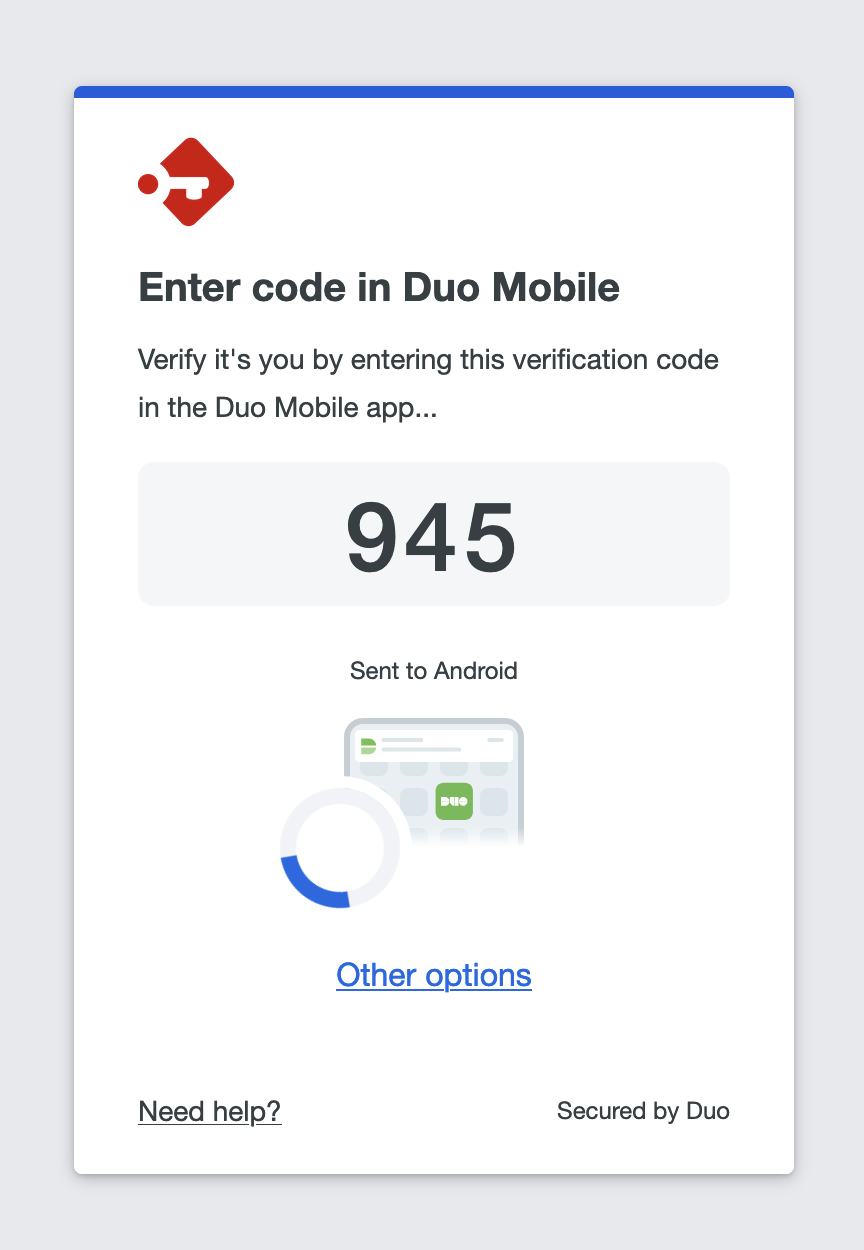 Enter code in Duo Mobile
Verify it's you by entering this verification code
in the Duo Mobile app...
945
Sent to Android
DUO
Other options
Need help?
Secured by Duo